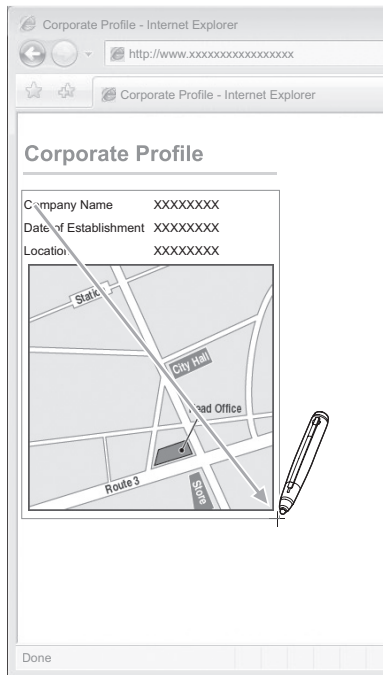 Corporate Profile - Internet Explorer
http://www.xxxxxxxxxxxxxxxxx
Corporate Profile - Internet Explorer
Corporate Profile
Company Name XXXXXXXX
Date of Establishment XXXXXXXX
Location XXXXXXXX
Station
City Hall
Head Office
Route 3
Store
Done